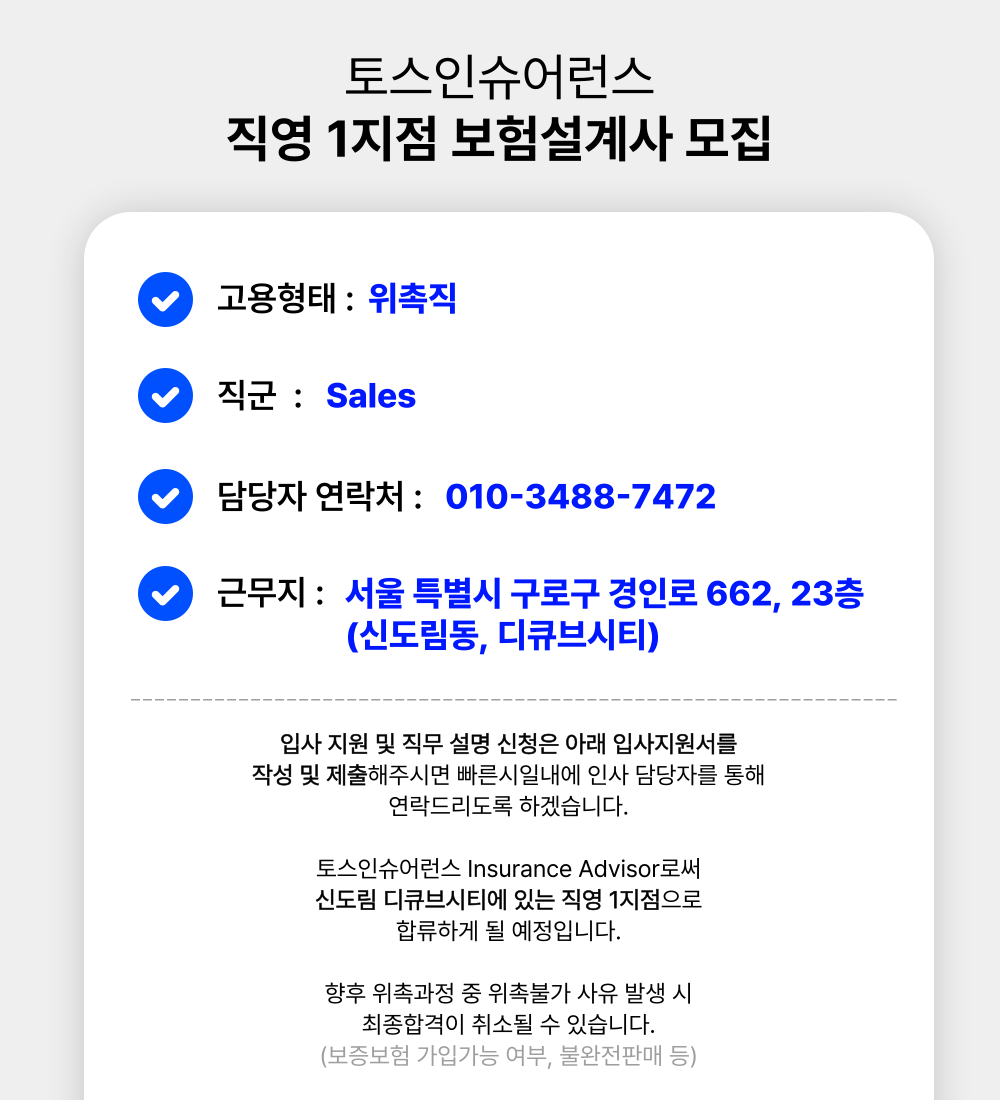 토스인슈어런스
직영 1지점 보험설계사 모집
고용형태 : 위촉직
직군 : Sales
담당자 연락처 : 010-3488-7472
근무지 : 서울 특별시 구로구 경인로 662, 23층
(신도림동, 디큐브시티)
입사 지원 및 직무 설명 신청은 아래 입사지원서를
작성 및 제출해주시면 빠른시일내에 인사 담당자를 통해
연락드리도록 하겠습니다.
토스인슈어런스 Insurance Advisor로써
신도림 디큐브시티에 있는 직영 1지점으로
합류하게 될 예정입니다.
향후 위촉과정 중 위촉불가 사유 발생 시
최종합격이 취소될 수 있습니다.
(보증보험 가입가능 여부, 불완전판매 등)